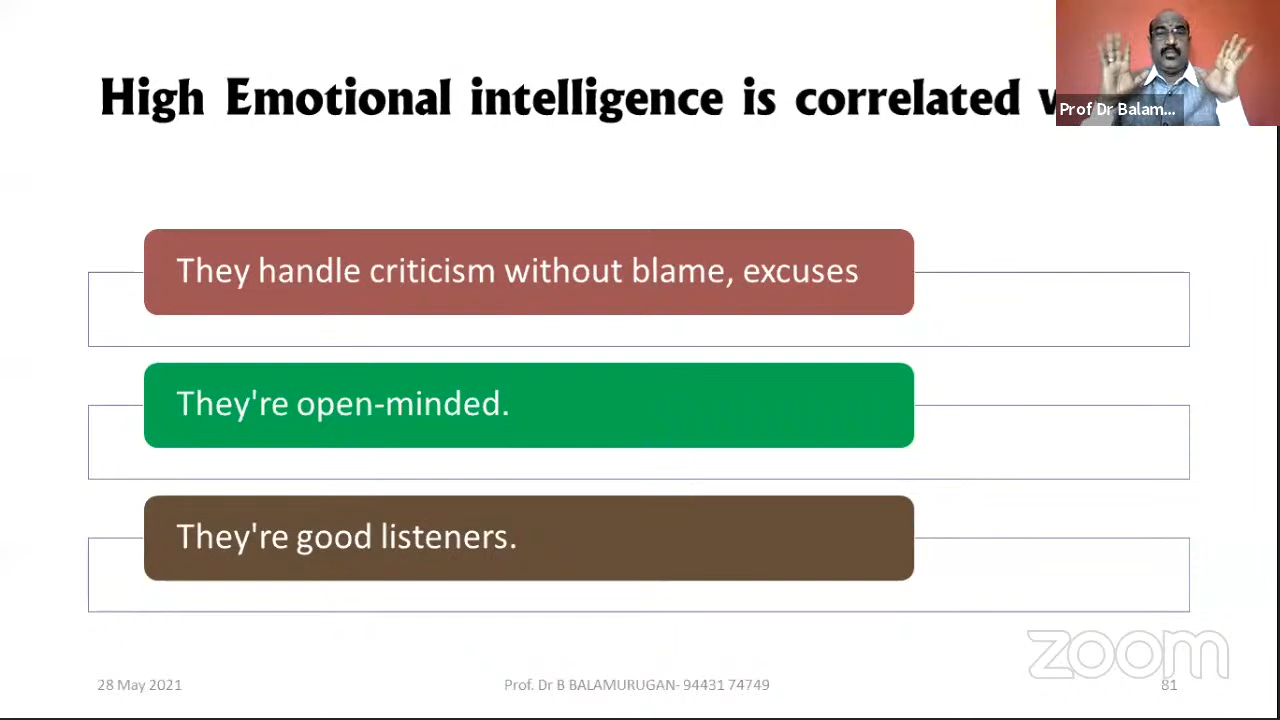 High Emotional intelligence is correlated
Prof Dr Balam...
They handle criticism without blame, excuses
They're open-minded.
They're good listeners.
zoom
28 May 2021
Prof. Dr B BALAMURUGAN- 94431 74749
81